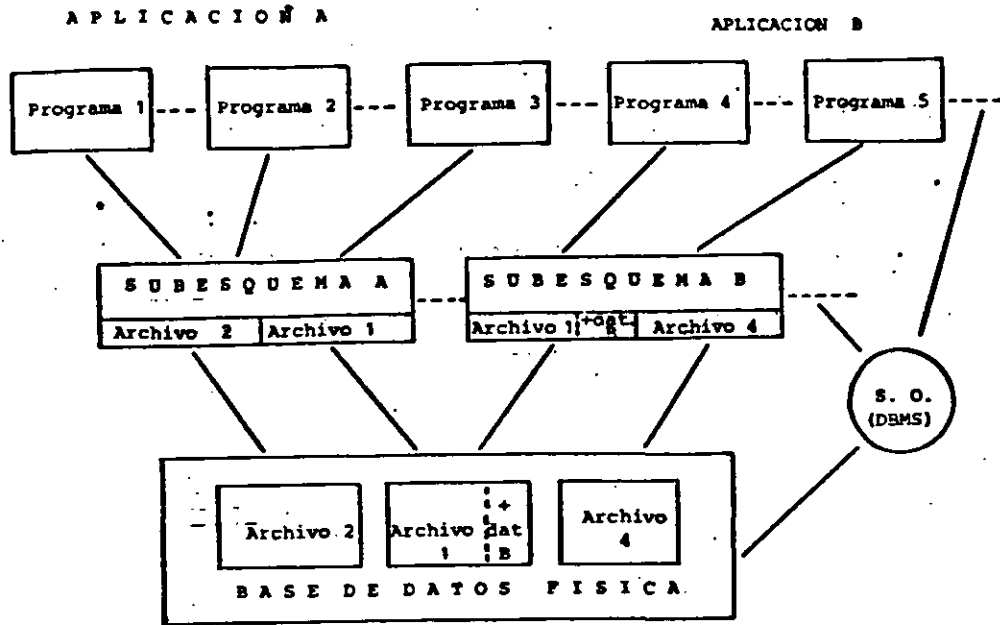 APLICACION A
APLICACION B
Programa 1 --- Programa 2 --- Programa 3 --- Programa 4 --- Programa 5 ----
SUBESQUEMA A
SUBESQUEMA B
Archivo 2 Archivo 1
Archivo 1 +dat B Archivo 4
S. O.
(DBMS)
Archivo 2
Archivo 1
+ dat B
Archivo 4
BASE DE DATOS FISICA